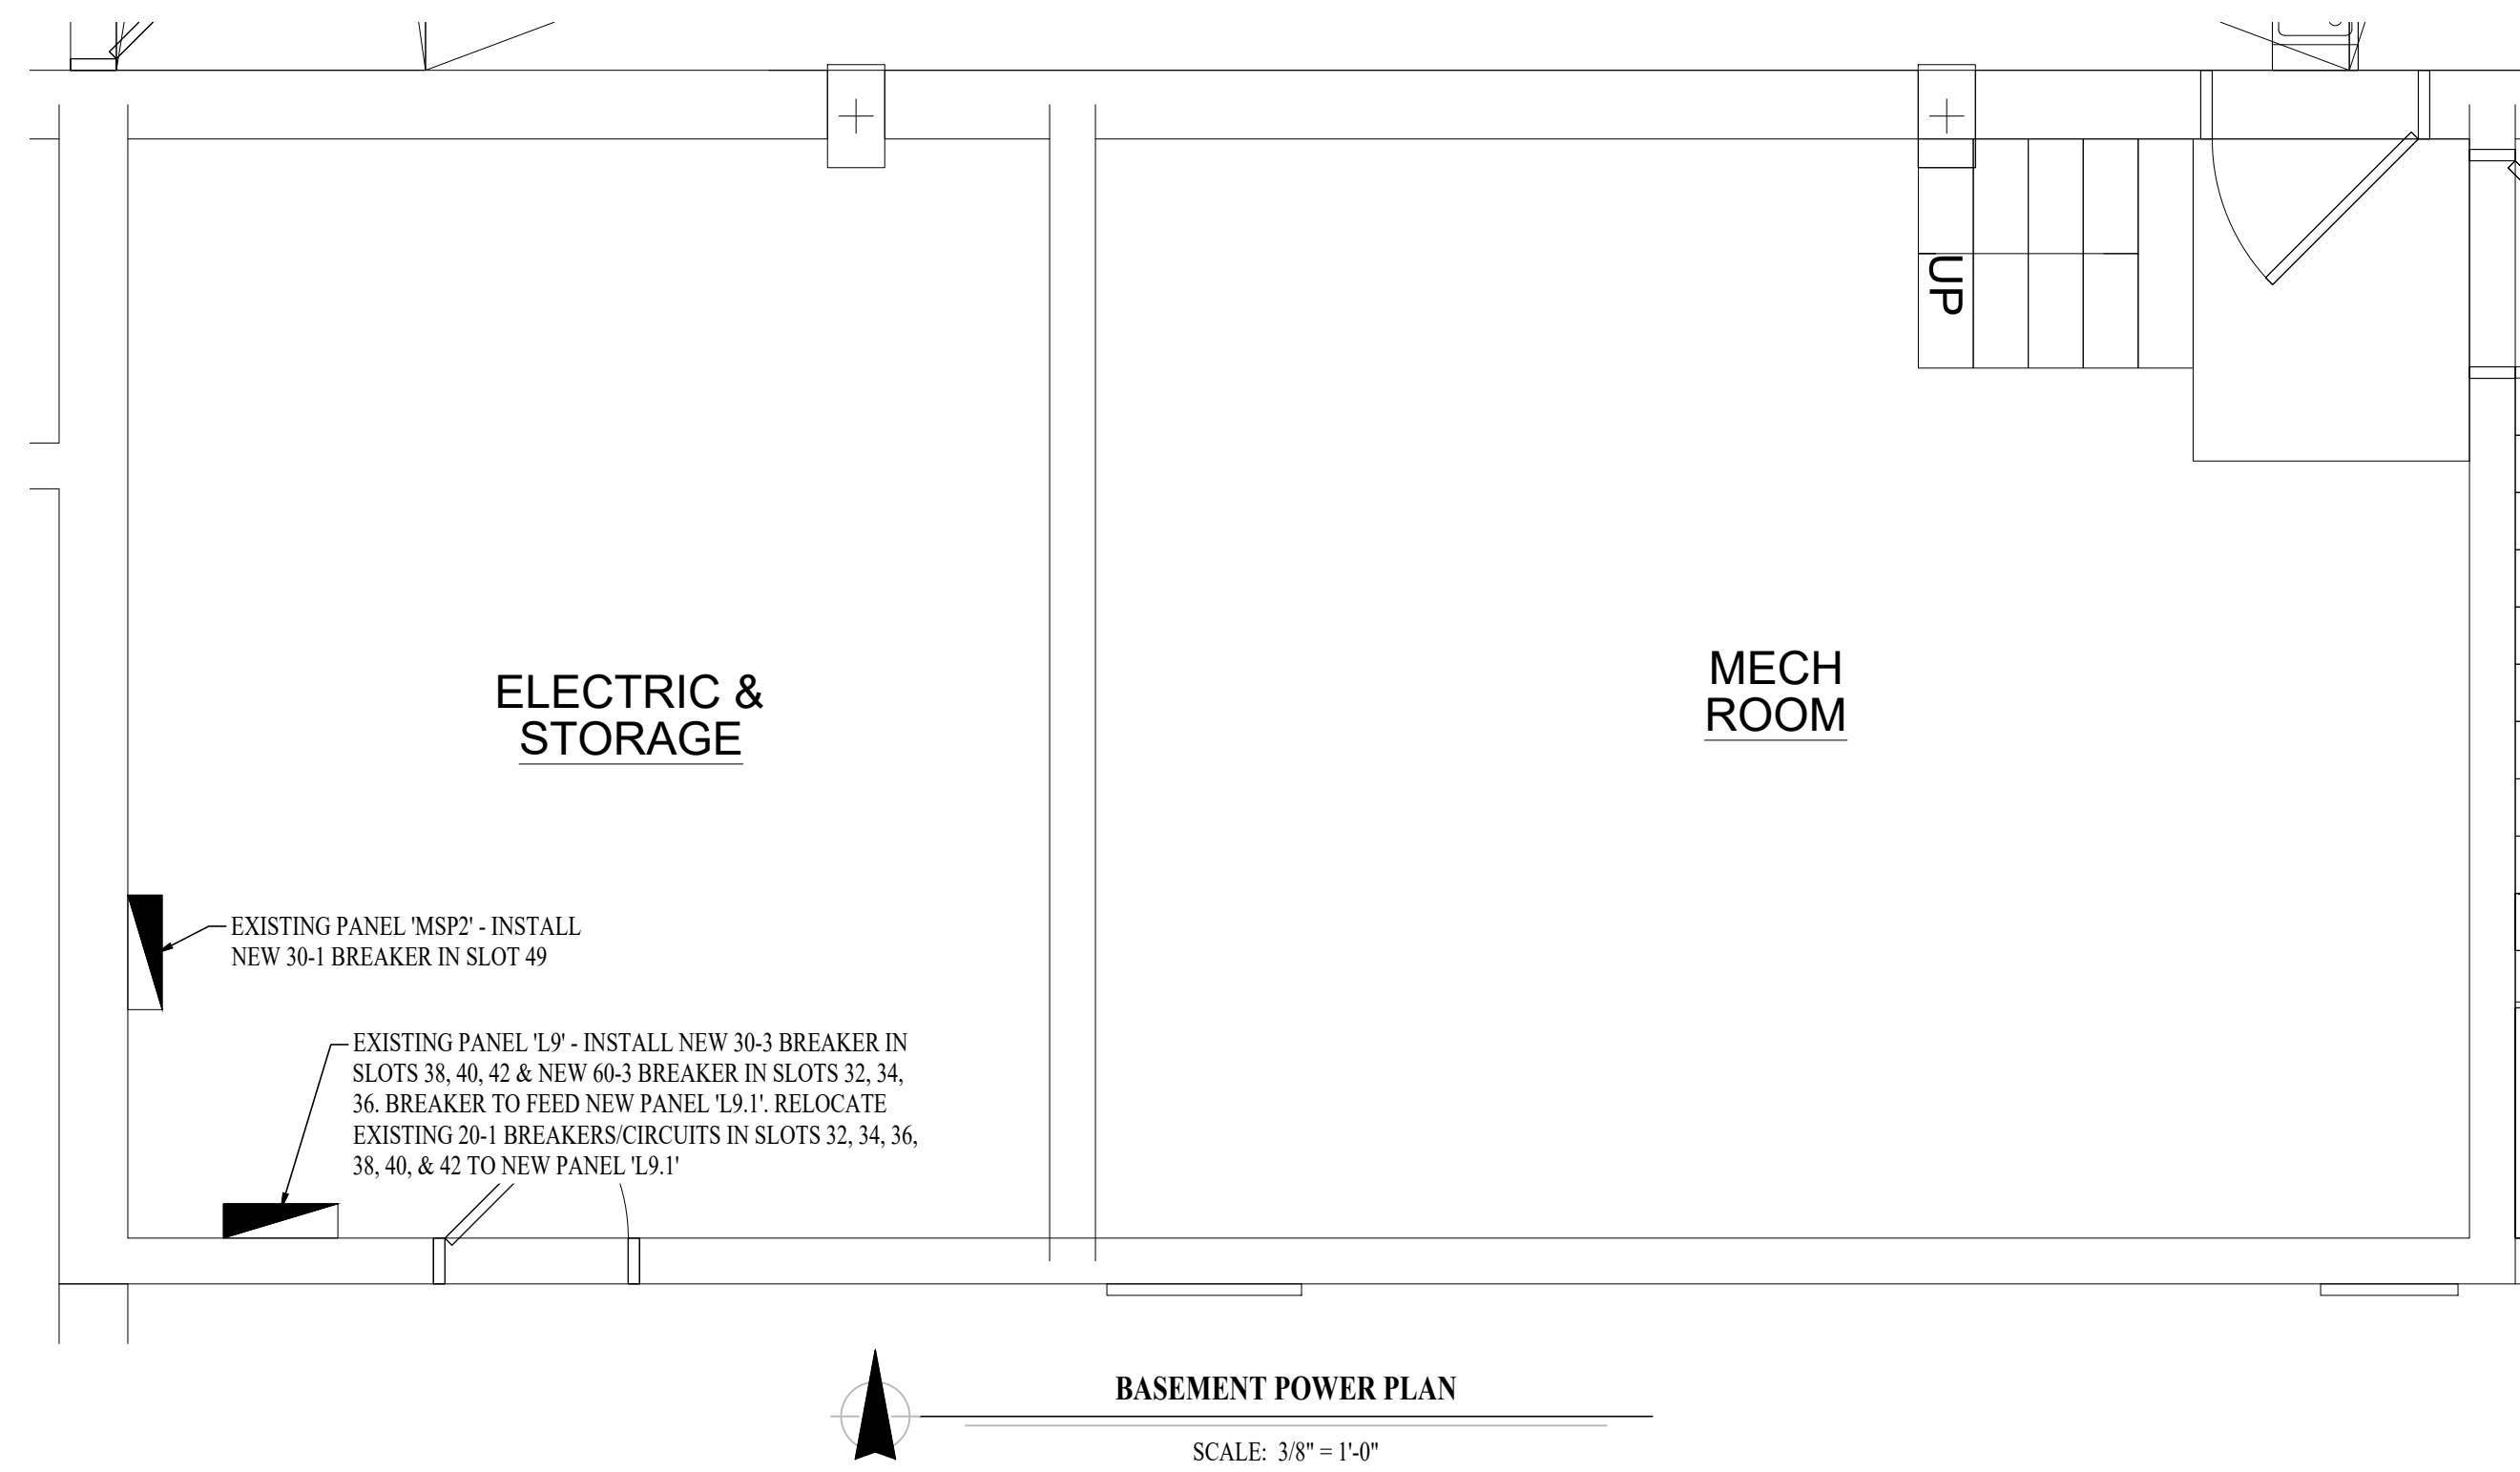 UP
ELECTRIC &
STORAGE
MECH
ROOM
EXISTING PANEL 'MSP2' - INSTALL
NEW 30-1 BREAKER IN SLOT 49
EXISTING PANEL 'L9' - INSTALL NEW 30-3 BREAKER IN
SLOTS 38, 40, 42 & NEW 60-3 BREAKER IN SLOTS 32, 34,
36. BREAKER TO FEED NEW PANEL 'L9.1'. RELOCATE
EXISTING 20-1 BREAKERS/CIRCUITS IN SLOTS 32, 34, 36,
38, 40, & 42 TO NEW PANEL 'L9.1'
BASEMENT POWER PLAN
SCALE: 3/8" = 1'-0"